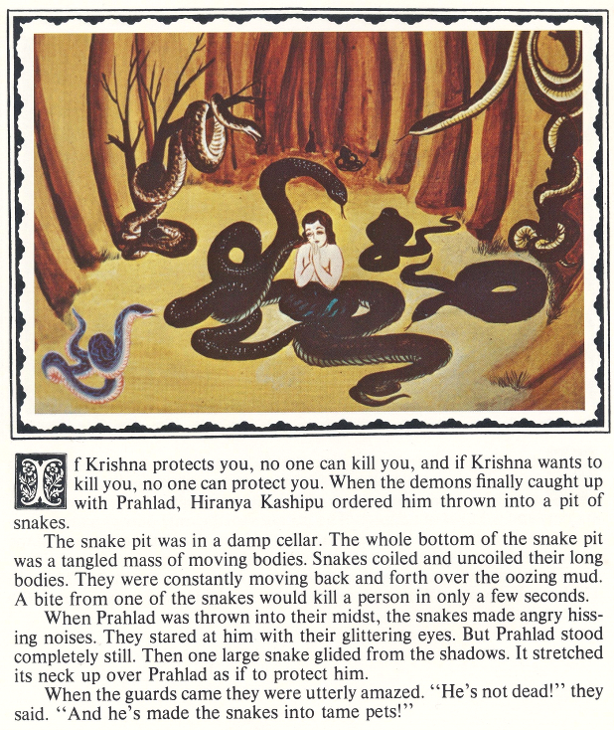 If Krishna protects you, no one can kill you, and if Krishna wants to
kill you, no one can protect you. When the demons finally caught up
with Prahlad, Hiranya Kashipu ordered him thrown into a pit of
snakes.
The snake pit was in a damp cellar. The whole bottom of the snake pit
was a tangled mass of moving bodies. Snakes coiled and uncoiled their long
bodies. They were constantly moving back and forth over the oozing mud.
A bite from one of the snakes would kill a person in only a few seconds.
When Prahlad was thrown into their midst, the snakes made angry hiss-
ing noises. They stared at him with their glittering eyes. But Prahlad stood
completely still. Then one large snake glided from the shadows. It stretched
its neck up over Prahlad as if to protect him.
When the guards came they were utterly amazed. “He’s not dead!” they
said. “And he’s made the snakes into tame pets!”